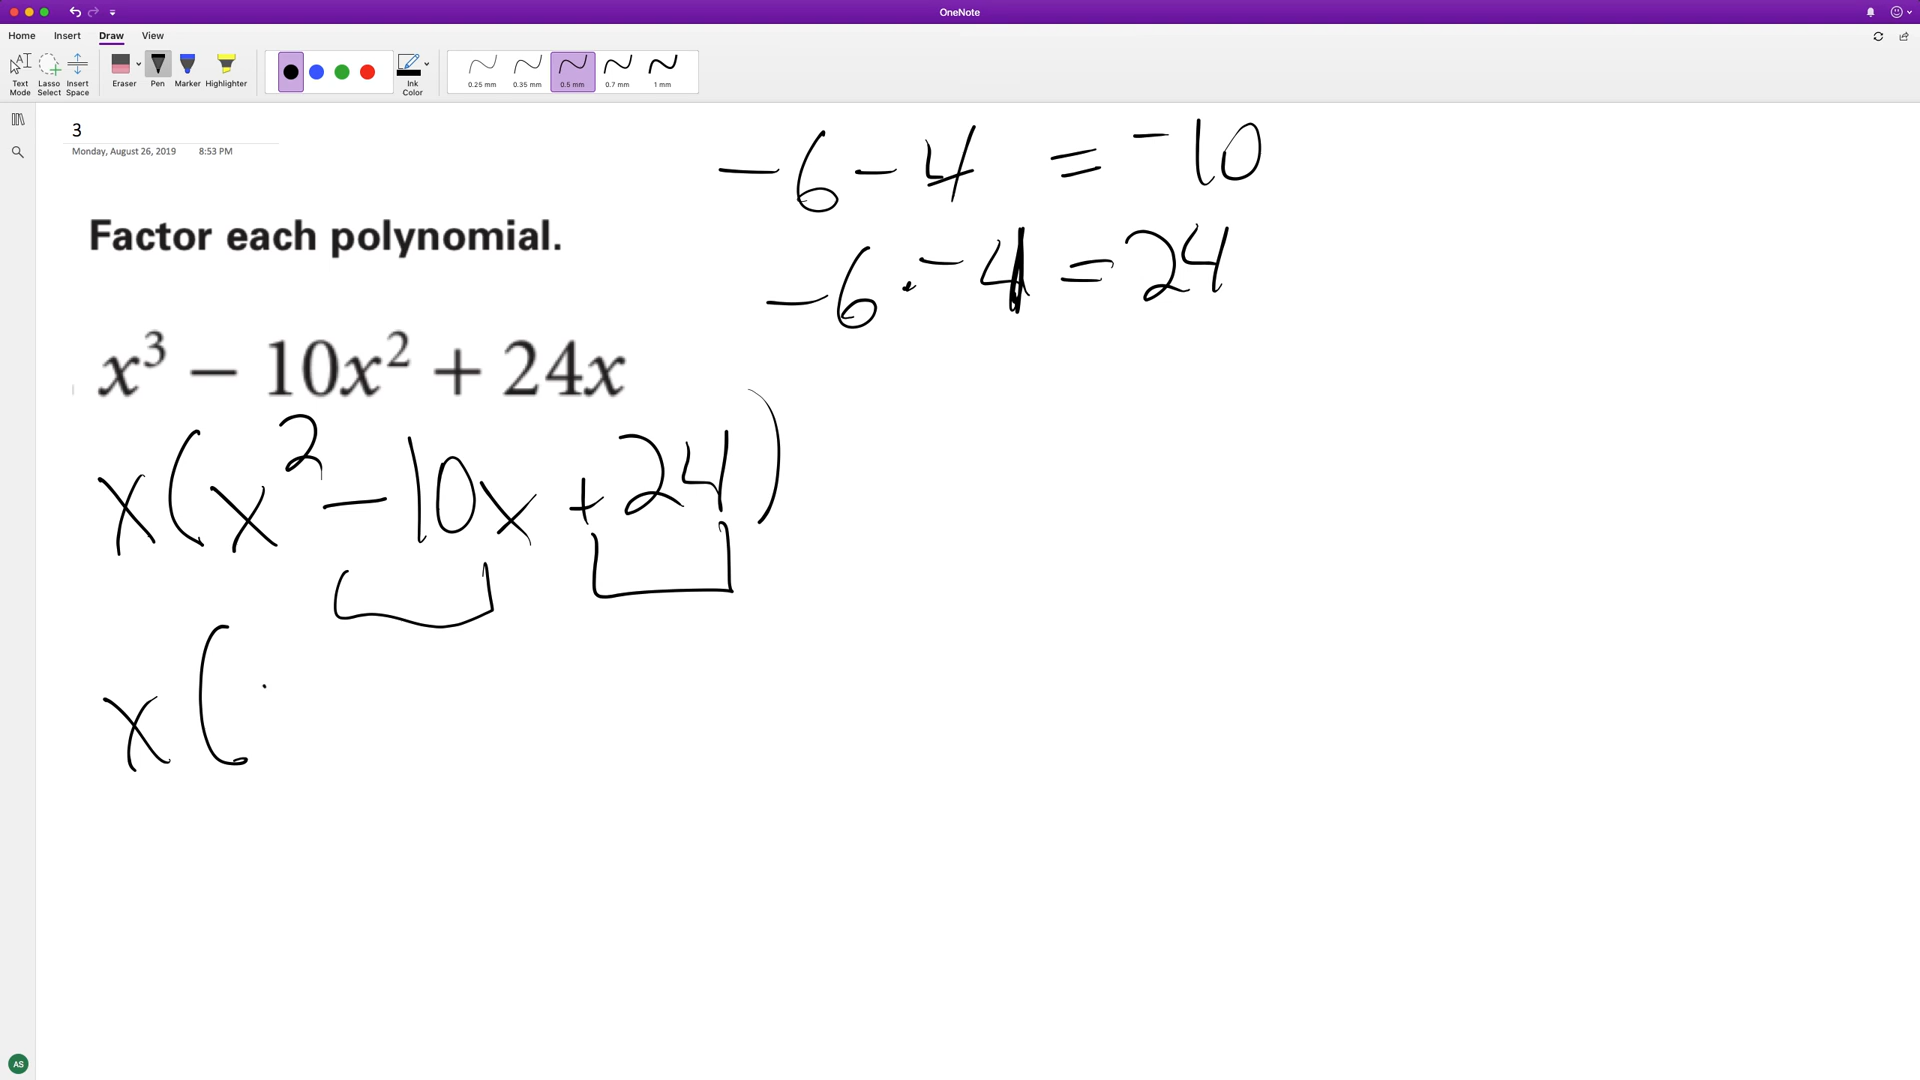 OneNote
Home Insert Draw View
Text Mode Lasso Select Insert Space Eraser Pen Marker Highlighter Ink Color 0.25 mm 0.35 mm 0.5 mm 0.7 mm 1 mm
3
Monday, August 26, 2019 8:53 PM
-6-4 = -10
-6·-4=24
Factor each polynomial.
x³ − 10x² + 24x
x(x²-10x+24)
x(
AS